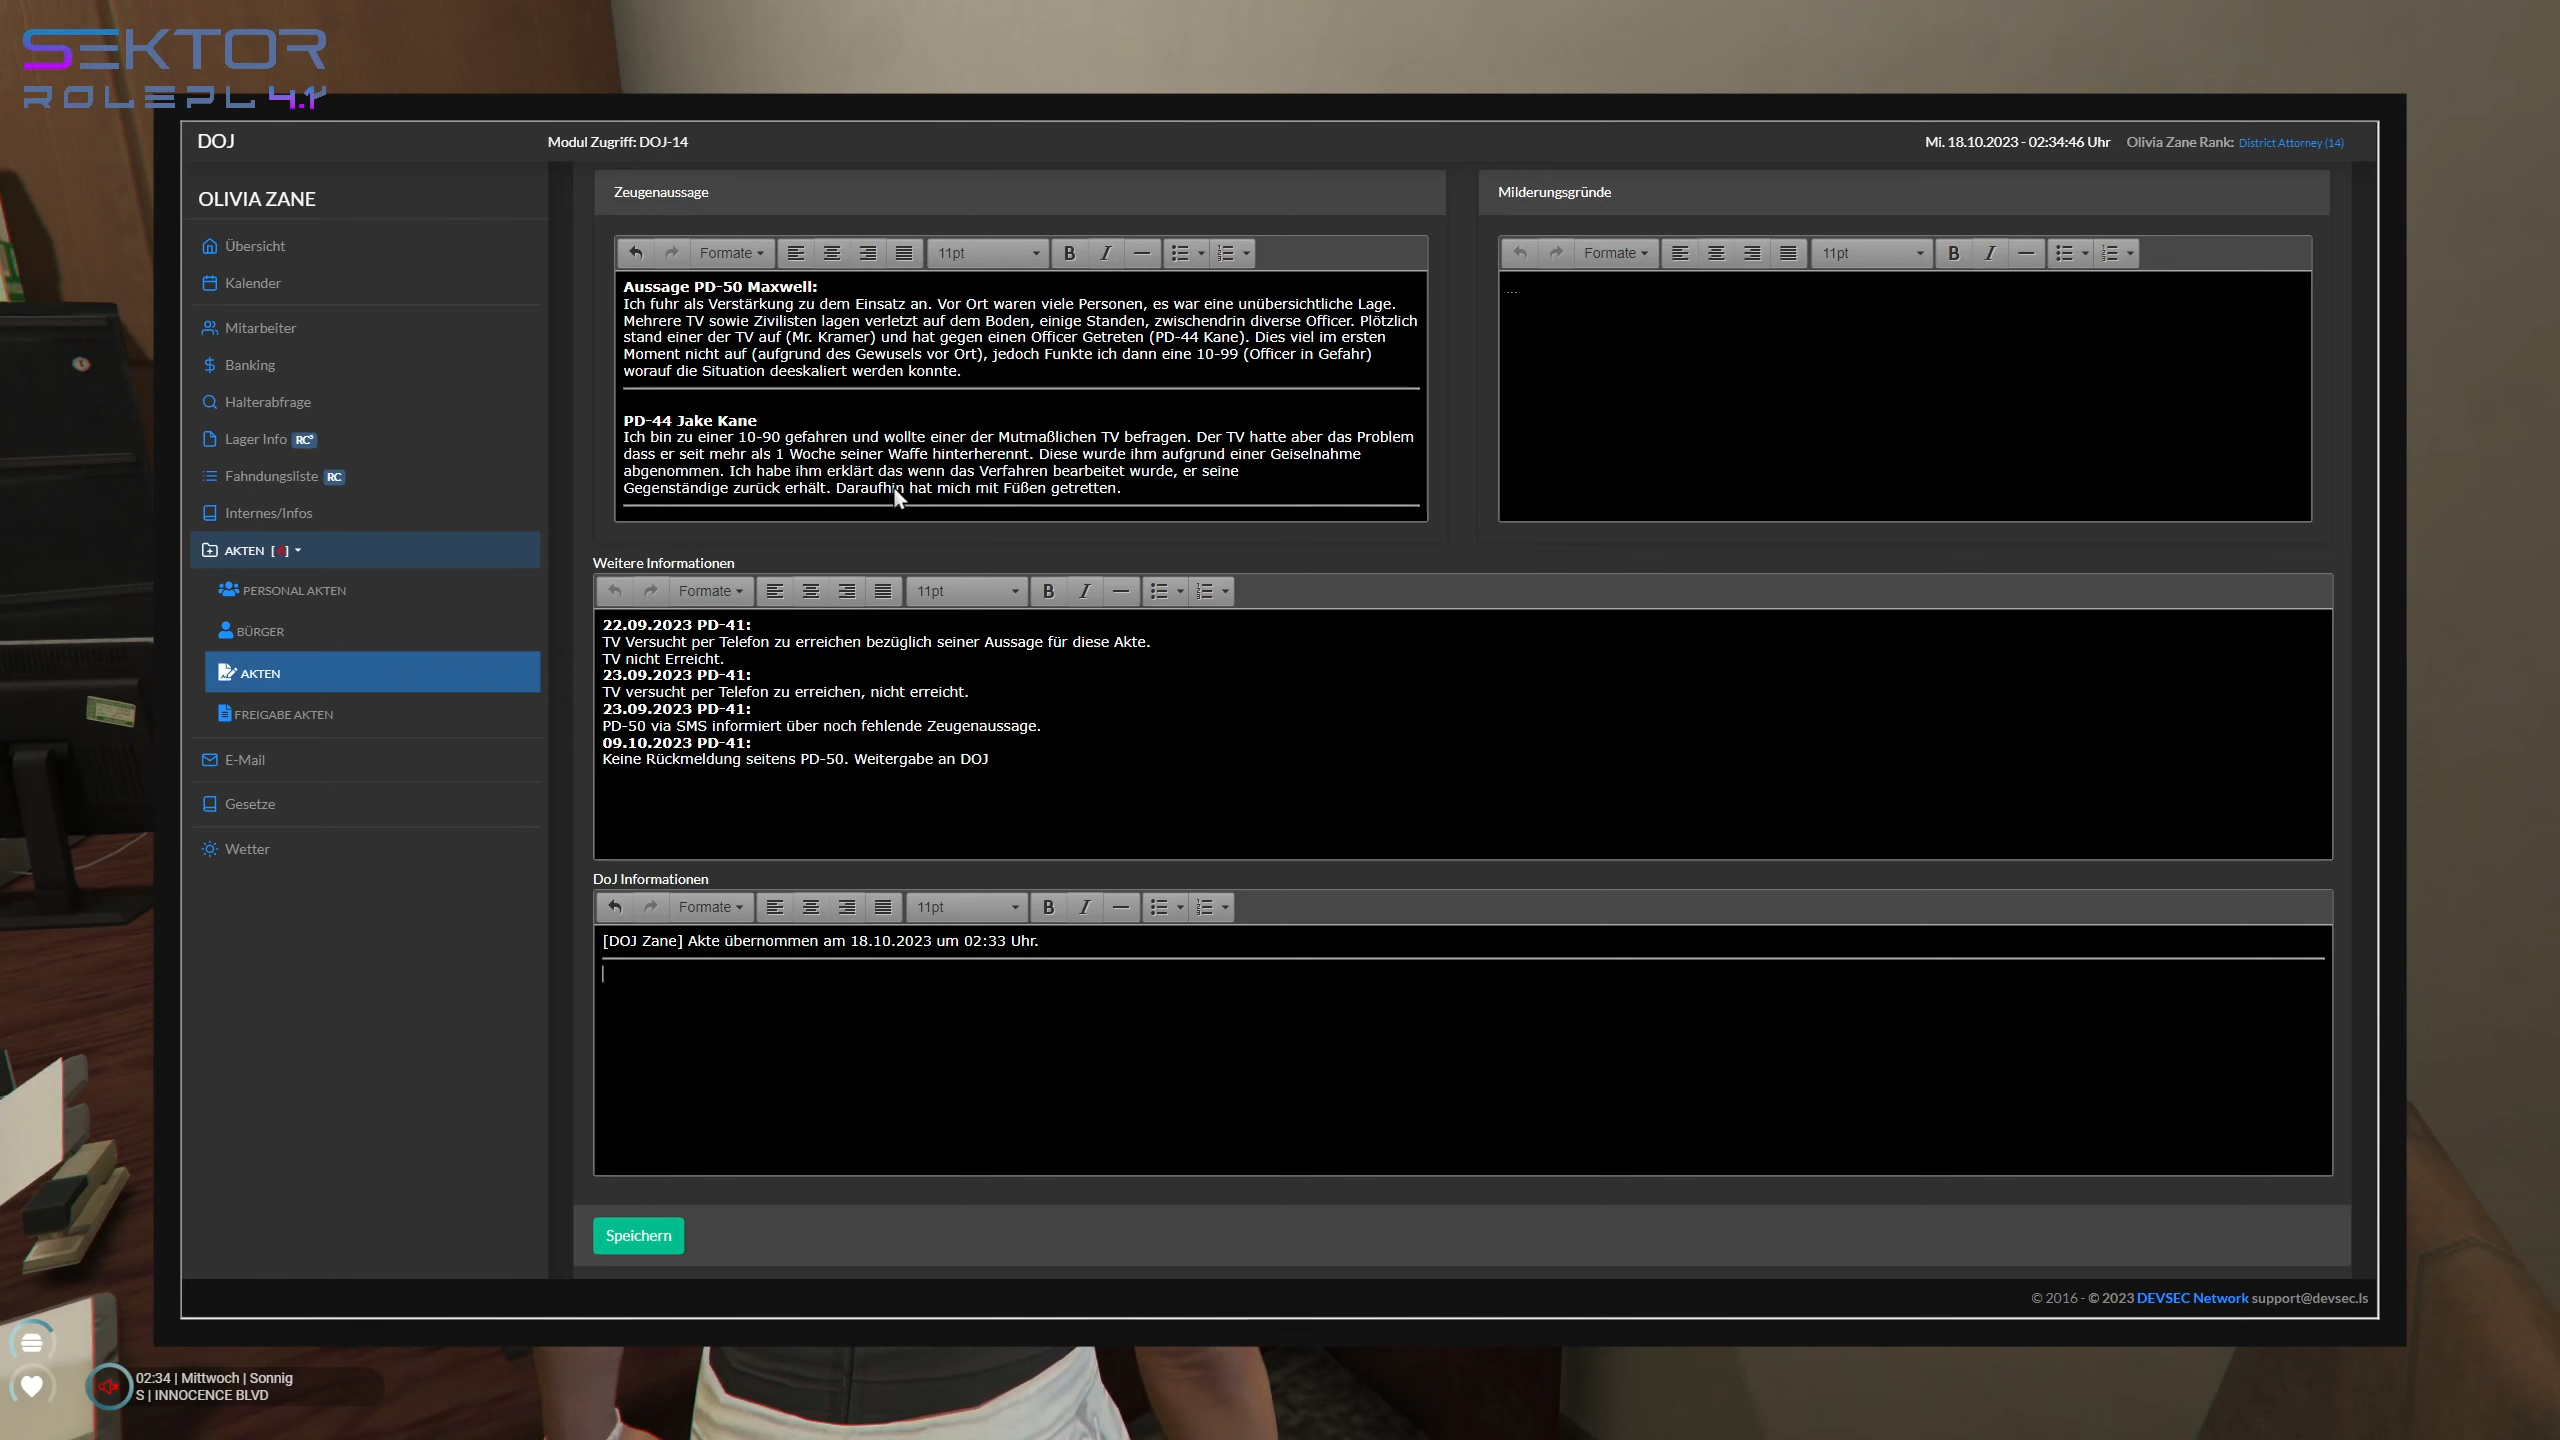 SEKTOR
ROLEPL4.Y
DOJ
Modul Zugriff: DOJ-14
Mi. 18.10.2023 - 02:34:46 Uhr
Olivia Zane Rank: District Attorney (14)
OLIVIA ZANE
Übersicht
Kalender
Mitarbeiter
Banking
Halterabfrage
Lager Info RC³
Fahndungsliste RC
Internes/Infos
AKTEN [ ]
PERSONAL AKTEN
BÜRGER
AKTEN
FREIGABE AKTEN
E-Mail
Gesetze
Wetter
Zeugenaussage
Formate
11pt
B I
Aussage PD-50 Maxwell:
Ich fuhr als Verstärkung zu dem Einsatz an. Vor Ort waren viele Personen, es war eine unübersichtliche Lage.
Mehrere TV sowie Zivilisten lagen verletzt auf dem Boden, einige Standen, zwischendrin diverse Officer. Plötzlich
stand einer der TV auf (Mr. Kramer) und hat gegen einen Officer Getreten (PD-44 Kane). Dies viel im ersten
Moment nicht auf (aufgrund des Gewusels vor Ort), jedoch Funkte ich dann eine 10-99 (Officer in Gefahr)
worauf die Situation deeskaliert werden konnte.
PD-44 Jake Kane
Ich bin zu einer 10-90 gefahren und wollte einer der Mutmaßlichen TV befragen. Der TV hatte aber das Problem
dass er seit mehr als 1 Woche seiner Waffe hinterherennt. Diese wurde ihm aufgrund einer Geiselnahme
abgenommen. Ich habe ihm erklärt das wenn das Verfahren bearbeitet wurde, er seine
Gegenständige zurück erhält. Daraufhin hat mich mit Füßen getretten.
Milderungsgründe
Formate
11pt
B I
...
Weitere Informationen
Formate
11pt
B I
22.09.2023 PD-41:
TV Versucht per Telefon zu erreichen bezüglich seiner Aussage für diese Akte.
TV nicht Erreicht.
23.09.2023 PD-41:
TV versucht per Telefon zu erreichen, nicht erreicht.
23.09.2023 PD-41:
PD-50 via SMS informiert über noch fehlende Zeugenaussage.
09.10.2023 PD-41:
Keine Rückmeldung seitens PD-50. Weitergabe an DOJ
DoJ Informationen
Formate
11pt
B I
[DOJ Zane] Akte übernommen am 18.10.2023 um 02:33 Uhr.
Speichern
© 2016 - © 2023 DEVSEC Network support@devsec.ls
02:34 | Mittwoch | Sonnig
S | INNOCENCE BLVD